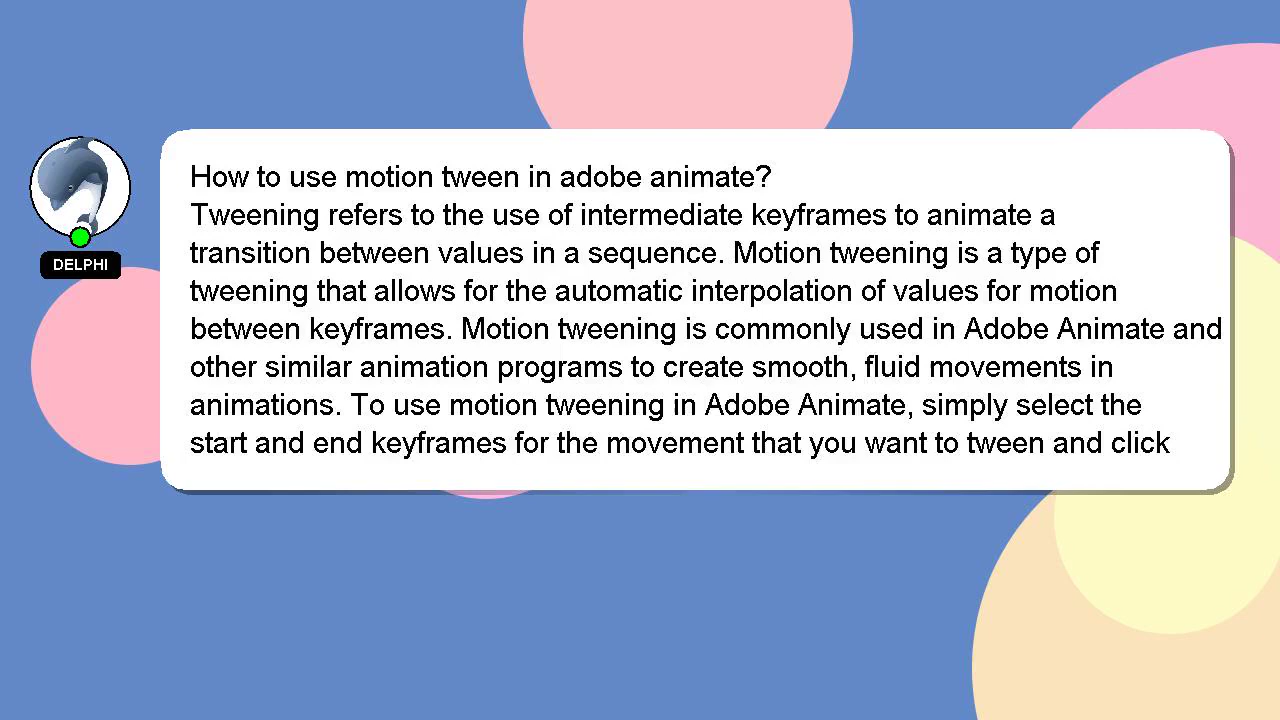 DELPHI
How to use motion tween in adobe animate?
Tweening refers to the use of intermediate keyframes to animate a
transition between values in a sequence. Motion tweening is a type of
tweening that allows for the automatic interpolation of values for motion
between keyframes. Motion tweening is commonly used in Adobe Animate and
other similar animation programs to create smooth, fluid movements in
animations. To use motion tweening in Adobe Animate, simply select the
start and end keyframes for the movement that you want to tween and click